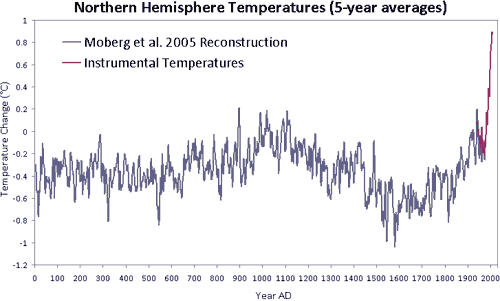 Northern Hemisphere Temperatures (5-year averages)
Moberg et al. 2005 Reconstruction
Instrumental Temperatures
Temperature Change (°C)
1
0.8
0.6
0.4
0.2
0
-0.2
-0.4
-0.6
-0.8
-1
-1.2
0 100 200 300 400 500 600 700 800 900 1000 1100 1200 1300 1400 1500 1600 1700 1800 1900 2000
Year AD